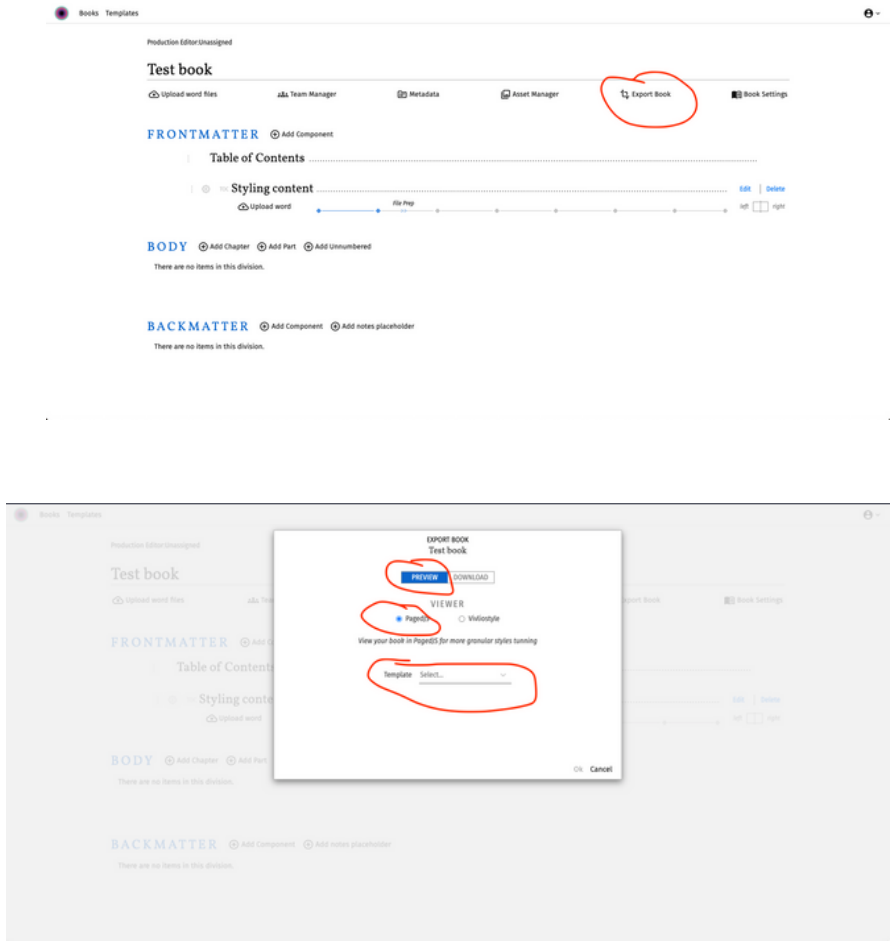 Books Templates
Production Editor:Unassigned
Test book
Upload word files Team Manager Metadata Asset Manager Export Book Book Settings
FRONTMATTER Add Component
Table of Contents
Styling content Edit Delete
Upload word File Prep left right
BODY Add Chapter Add Part Add Unnumbered
There are no items in this division.
BACKMATTER Add Component Add notes placeholder
There are no items in this division.
Books Templates
EXPORT BOOK
Production Editor:Unassigned
Test book
Test book
PREVIEW DOWNLOAD
Upload word files Book Settings
VIEWER
PagedJS Vivliostyle
FRONTMATTER
View your book in PagedJS for more granular styles tunning
Table of Contents
Template Select...
Styling Edit Delete
Upload word left right
BODY Add Chapter Add Part
Ok Cancel
There are no items in this division.
BACKMATTER Add Component Add notes placeholder
There are no items in this division.